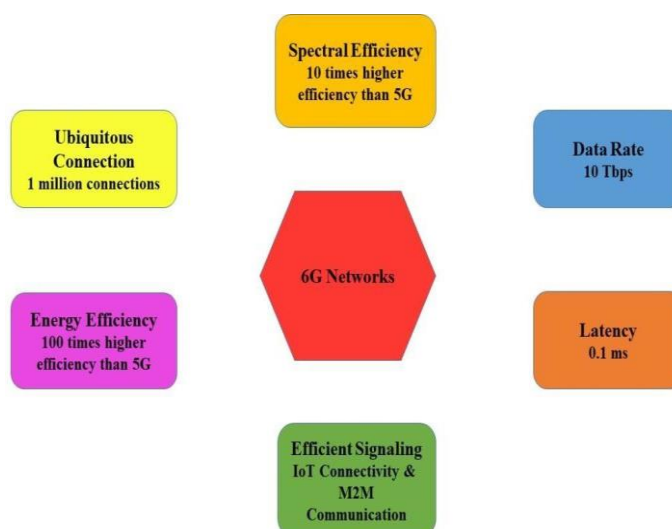 Spectral Efficiency
10 times higher
efficiency than 5G
Ubiquitous
Connection
1 million connections
Data Rate
10 Tbps
6G Networks
Energy Efficiency
100 times higher
efficiency than 5G
Latency
0.1 ms
Efficient Signaling
IoT Connectivity &
M2M
Communication